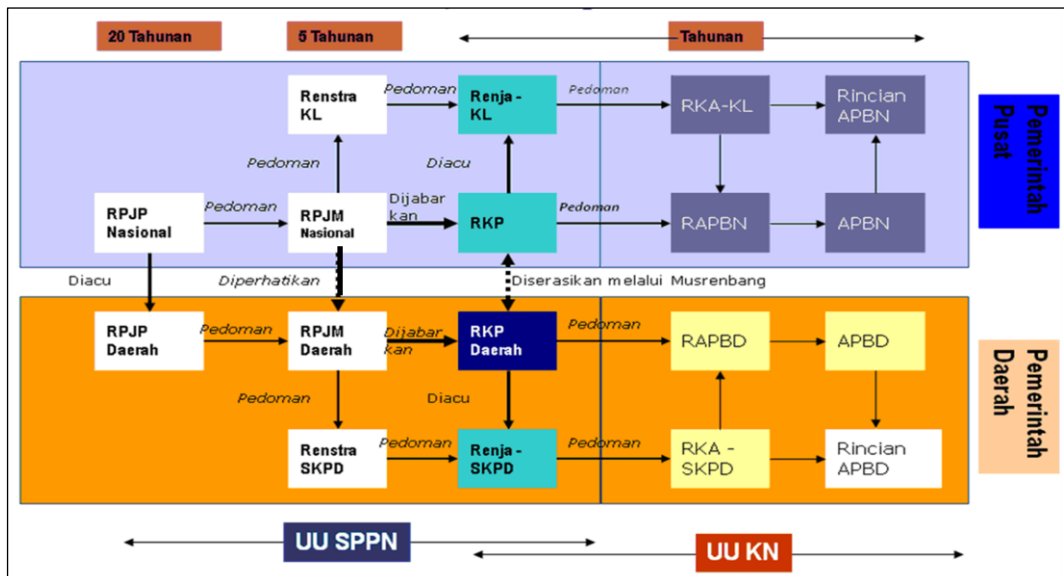 20 Tahunan
5 Tahunan
Tahunan
Renstra
KL
Pedoman
Renja -
KL
Pedoman
RKA-KL
Rincian
APBN
Pemerintah
Pusat
Pedoman
Diacu
RPJP
Nasional
Pedoman
RPJM
Nasional
Dijabar
kan
RKP
Pedoman
RAPBN
APBN
Diacu
Diperhatikan
Diserasikan melalui Musrenbang
RPJP
Daerah
Pedoman
RPJM
Daerah
Dijabar
kan
RKP
Daerah
Pedoman
RAPBD
APBD
Pemerintah
Daerah
Pedoman
Diacu
Renstra
SKPD
Pedoman
Renja -
SKPD
Pedoman
RKA -
SKPD
Rincian
APBD
UU SPPN
UU KN